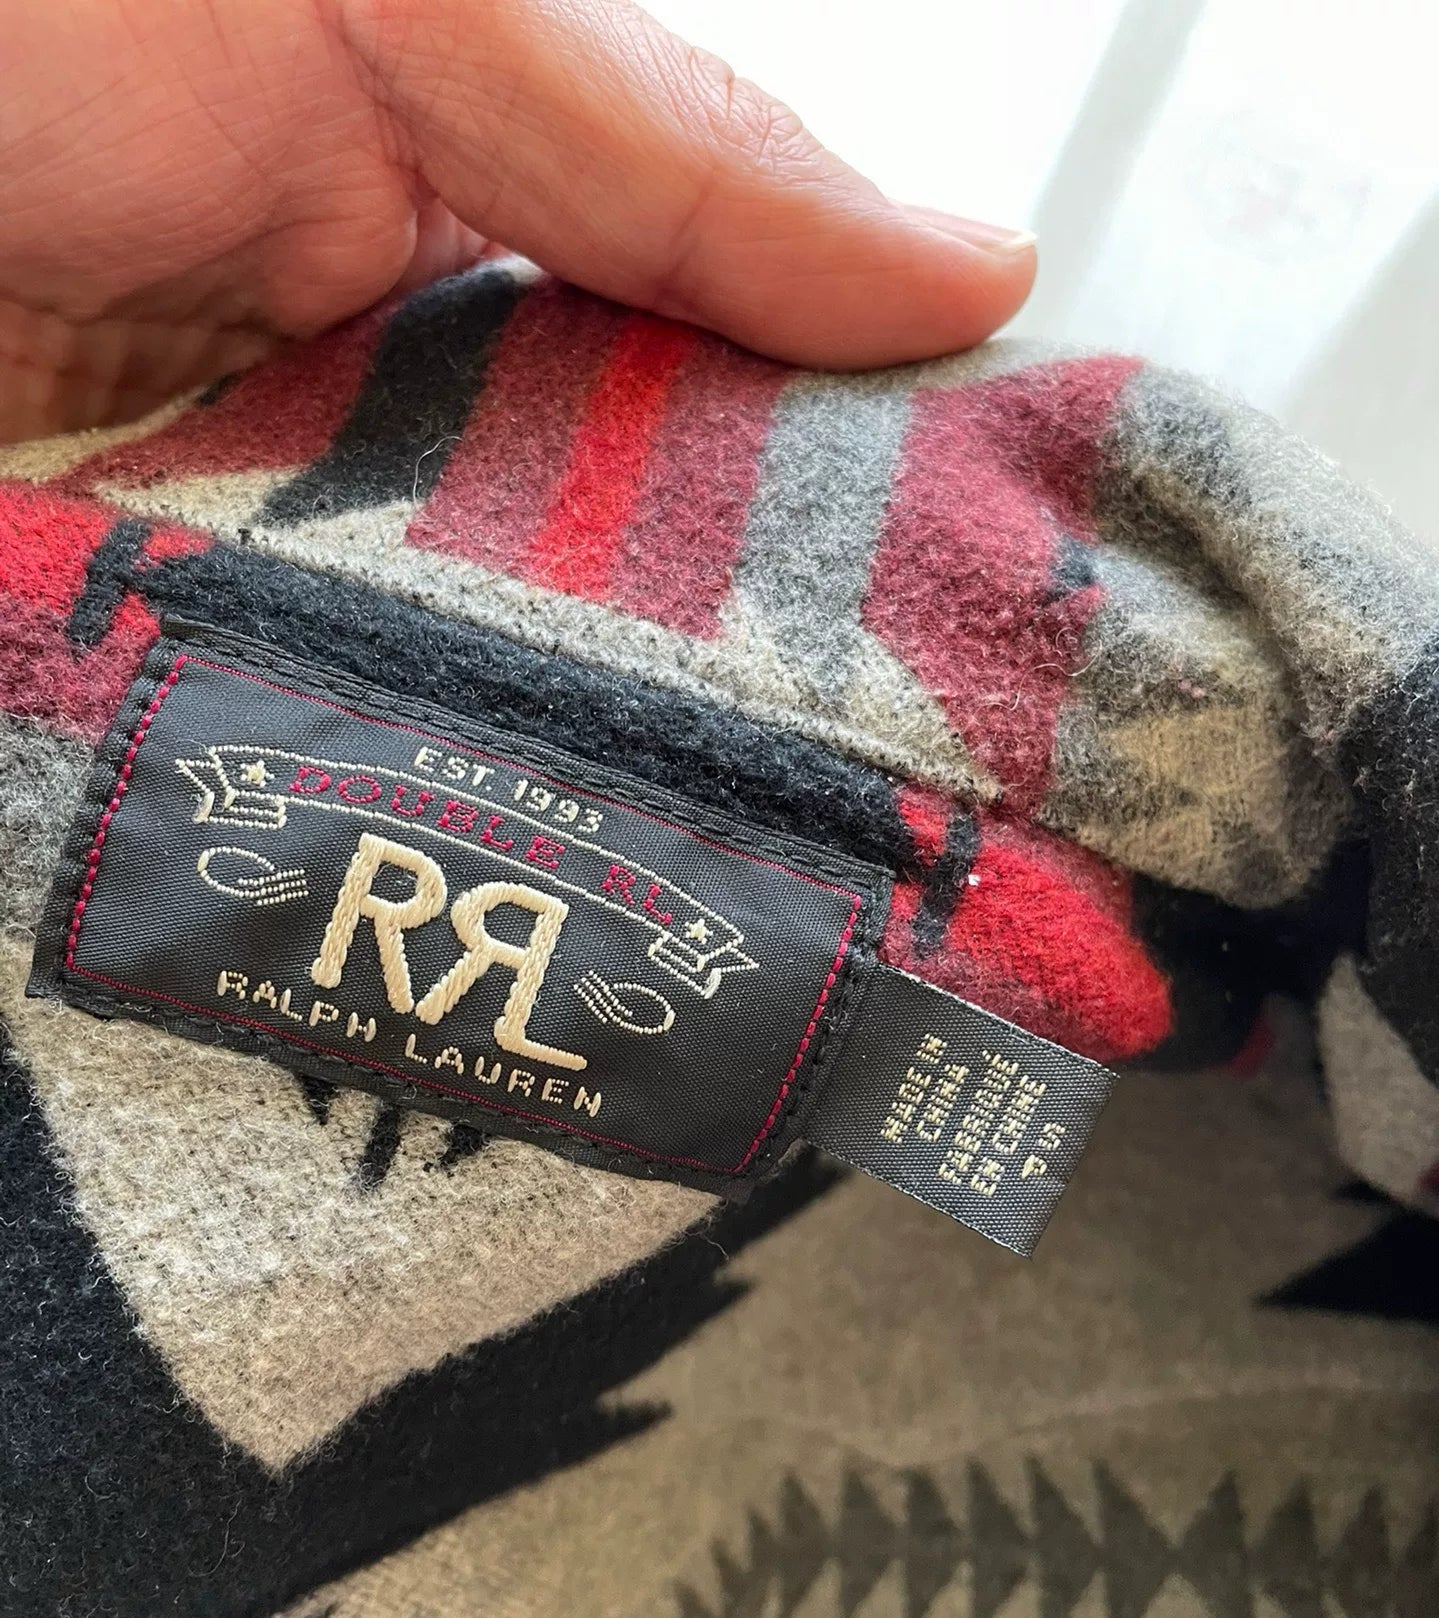 EST. 1993
DOUBLE RL
RRL
RALPH LAUREN
MADE IN
CHINA
FABRIQUÉ
EN CHINE
S
P